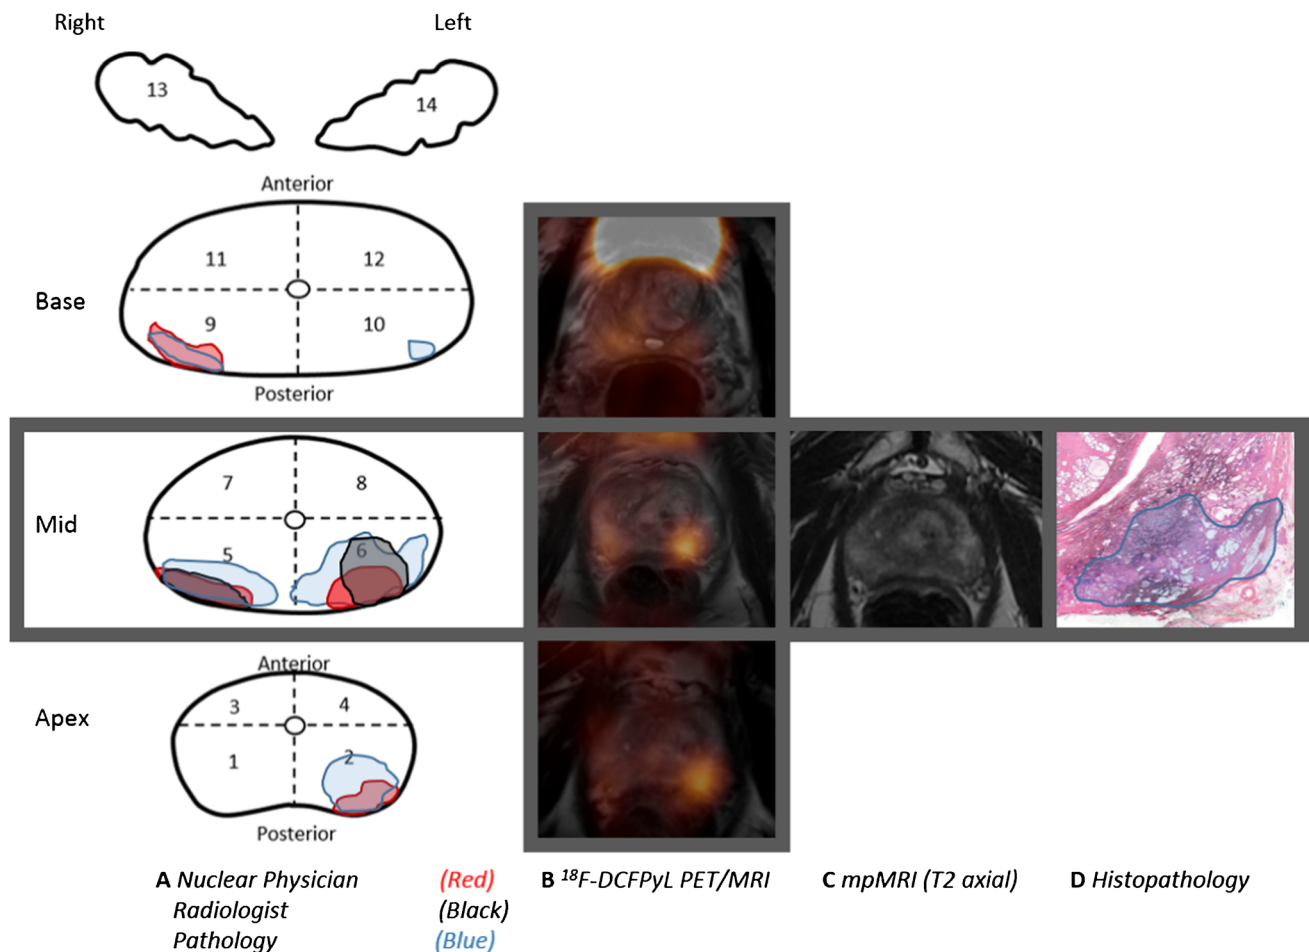 Right Left
13 14
Anterior
11 12
Base
9 10
Posterior
7 8
Mid
5 6
Anterior
3 4
Apex
1 2
Posterior
A Nuclear Physician (Red) B ¹⁸F-DCFPyL PET/MRI C mpMRI (T2 axial) D Histopathology
Radiologist (Black)
Pathology (Blue)